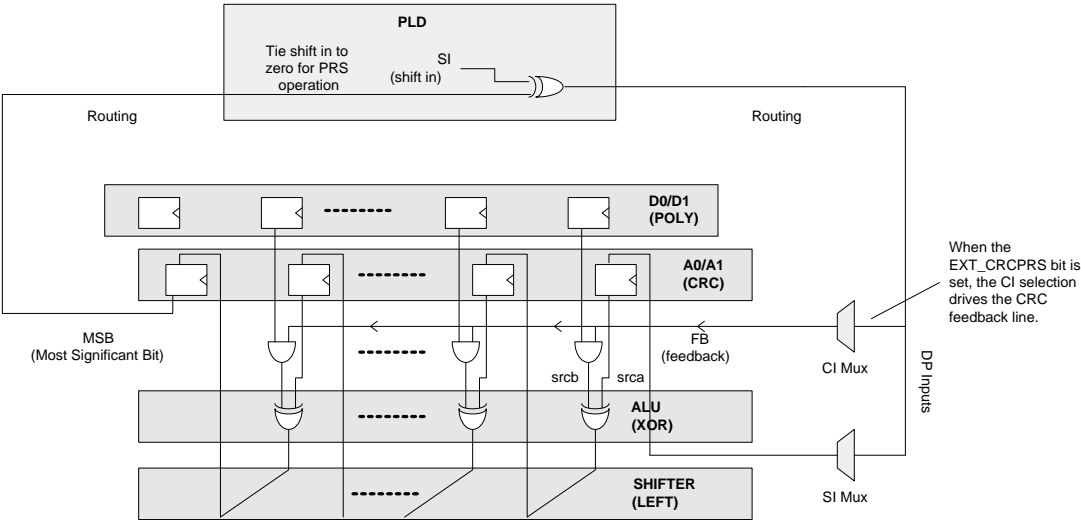 PLD
Tie shift in to
zero for PRS
operation
SI
(shift in)
Routing
Routing
D0/D1
(POLY)
A0/A1
(CRC)
When the
EXT_CRCPRS bit is
set, the CI selection
drives the CRC
feedback line.
MSB
(Most Significant Bit)
FB
(feedback)
CI Mux
srcb
srca
DP Inputs
ALU
(XOR)
SI Mux
SHIFTER
(LEFT)